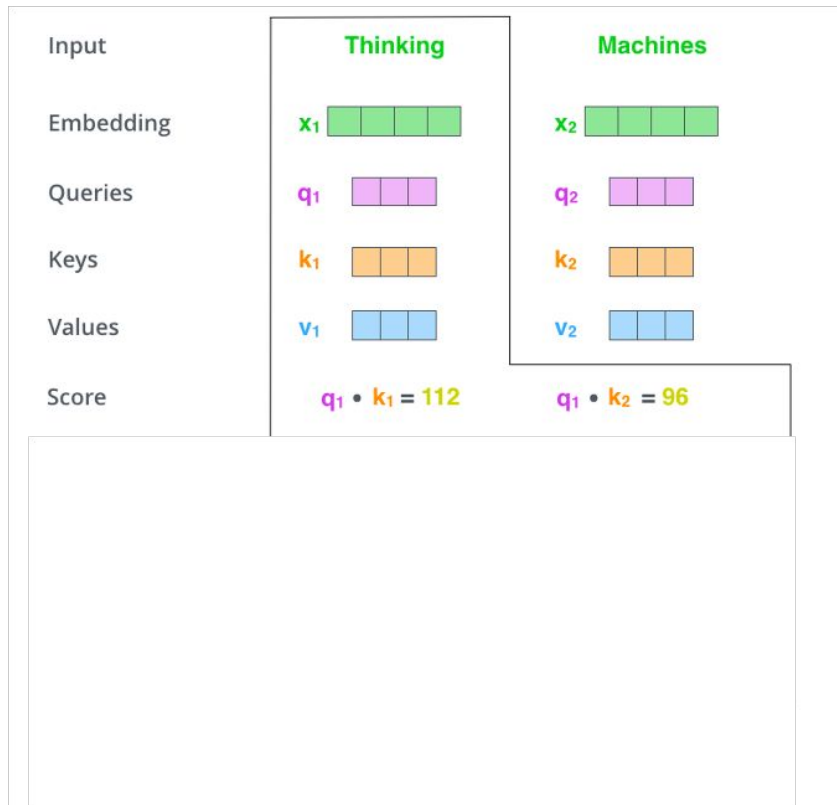 Input Thinking Machines
Embedding x₁ x₂
Queries q₁ q₂
Keys k₁ k₂
Values v₁ v₂
Score q₁ • k₁ = 112 q₁ • k₂ = 96